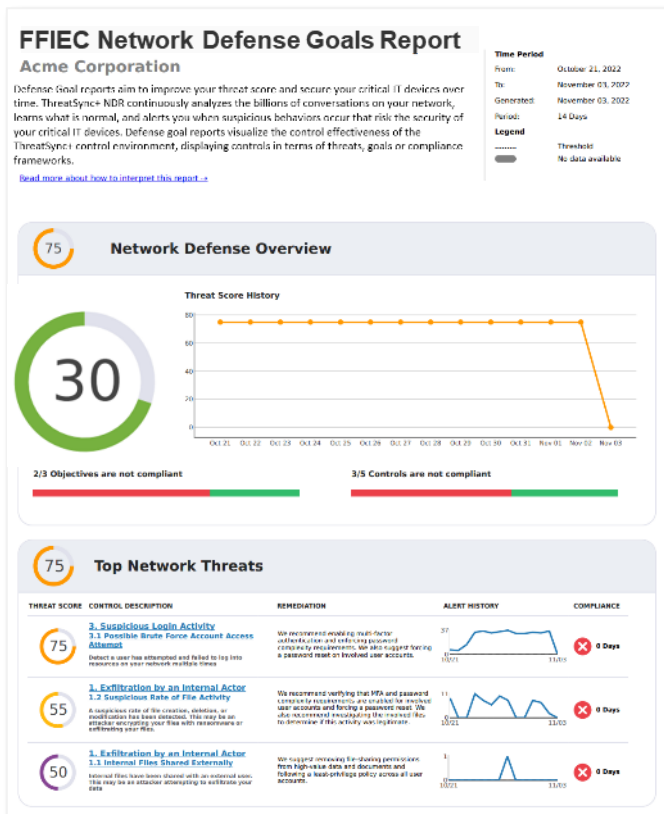 FFIEC Network Defense Goals Report
Acme Corporation
Defense Goal reports aim to improve your threat score and secure your critical IT devices over
time. ThreatSync+ NDR continuously analyzes the billions of conversations on your network,
learns what is normal, and alerts you when suspicious behaviors occur that risk the security of
your critical IT devices. Defense goal reports visualize the control effectiveness of the
ThreatSync+ control environment, displaying controls in terms of threats, goals or compliance
frameworks.
Read more about how to interpret this report →
Time Period
From: October 21, 2022
To: November 03, 2022
Generated: November 03, 2022
Period: 14 Days
Legend
Threshold
No data available
75 Network Defense Overview
30
Threat Score History
80
60
40
20
0
Oct 21 Oct 22 Oct 23 Oct 24 Oct 25 Oct 26 Oct 27 Oct 28 Oct 29 Oct 30 Oct 31 Nov 01 Nov 02 Nov 03
2/3 Objectives are not compliant
3/5 Controls are not compliant
75 Top Network Threats
THREAT SCORE CONTROL DESCRIPTION REMEDIATION ALERT HISTORY COMPLIANCE
75
3. Suspicious Login Activity
3.1 Possible Brute Force Account Access
Attempt
Detect a user has attempted and failed to log into
resources on your network multiple times
We recommend enabling multi-factor
authentication and enforcing password
complexity requirements. We also suggest forcing
a password reset on involved user accounts.
37
10/21 11/03
0 Days
55
1. Exfiltration by an Internal Actor
1.2 Suspicious Rate of File Activity
A suspicious rate of file creation, deletion, or
modification has been detected. This may be an
attacker encrypting your files with ransomware or
exfiltrating your files.
We recommend verifying that MFA and password
complexity requirements are enabled for involved
user accounts and forcing a password reset. We
also recommend investigating the involved files
to determine if this activity was legitimate.
11
10/21 11/03
0 Days
50
1. Exfiltration by an Internal Actor
1.1 Internal Files Shared Externally
Internal files have been shared with an external user.
This may be an attacker attempting to exfiltrate your
data
We suggest removing file-sharing permissions
from high-value data and documents and
following a least-privilege policy across all user
accounts.
1
10/21 11/03
0 Days